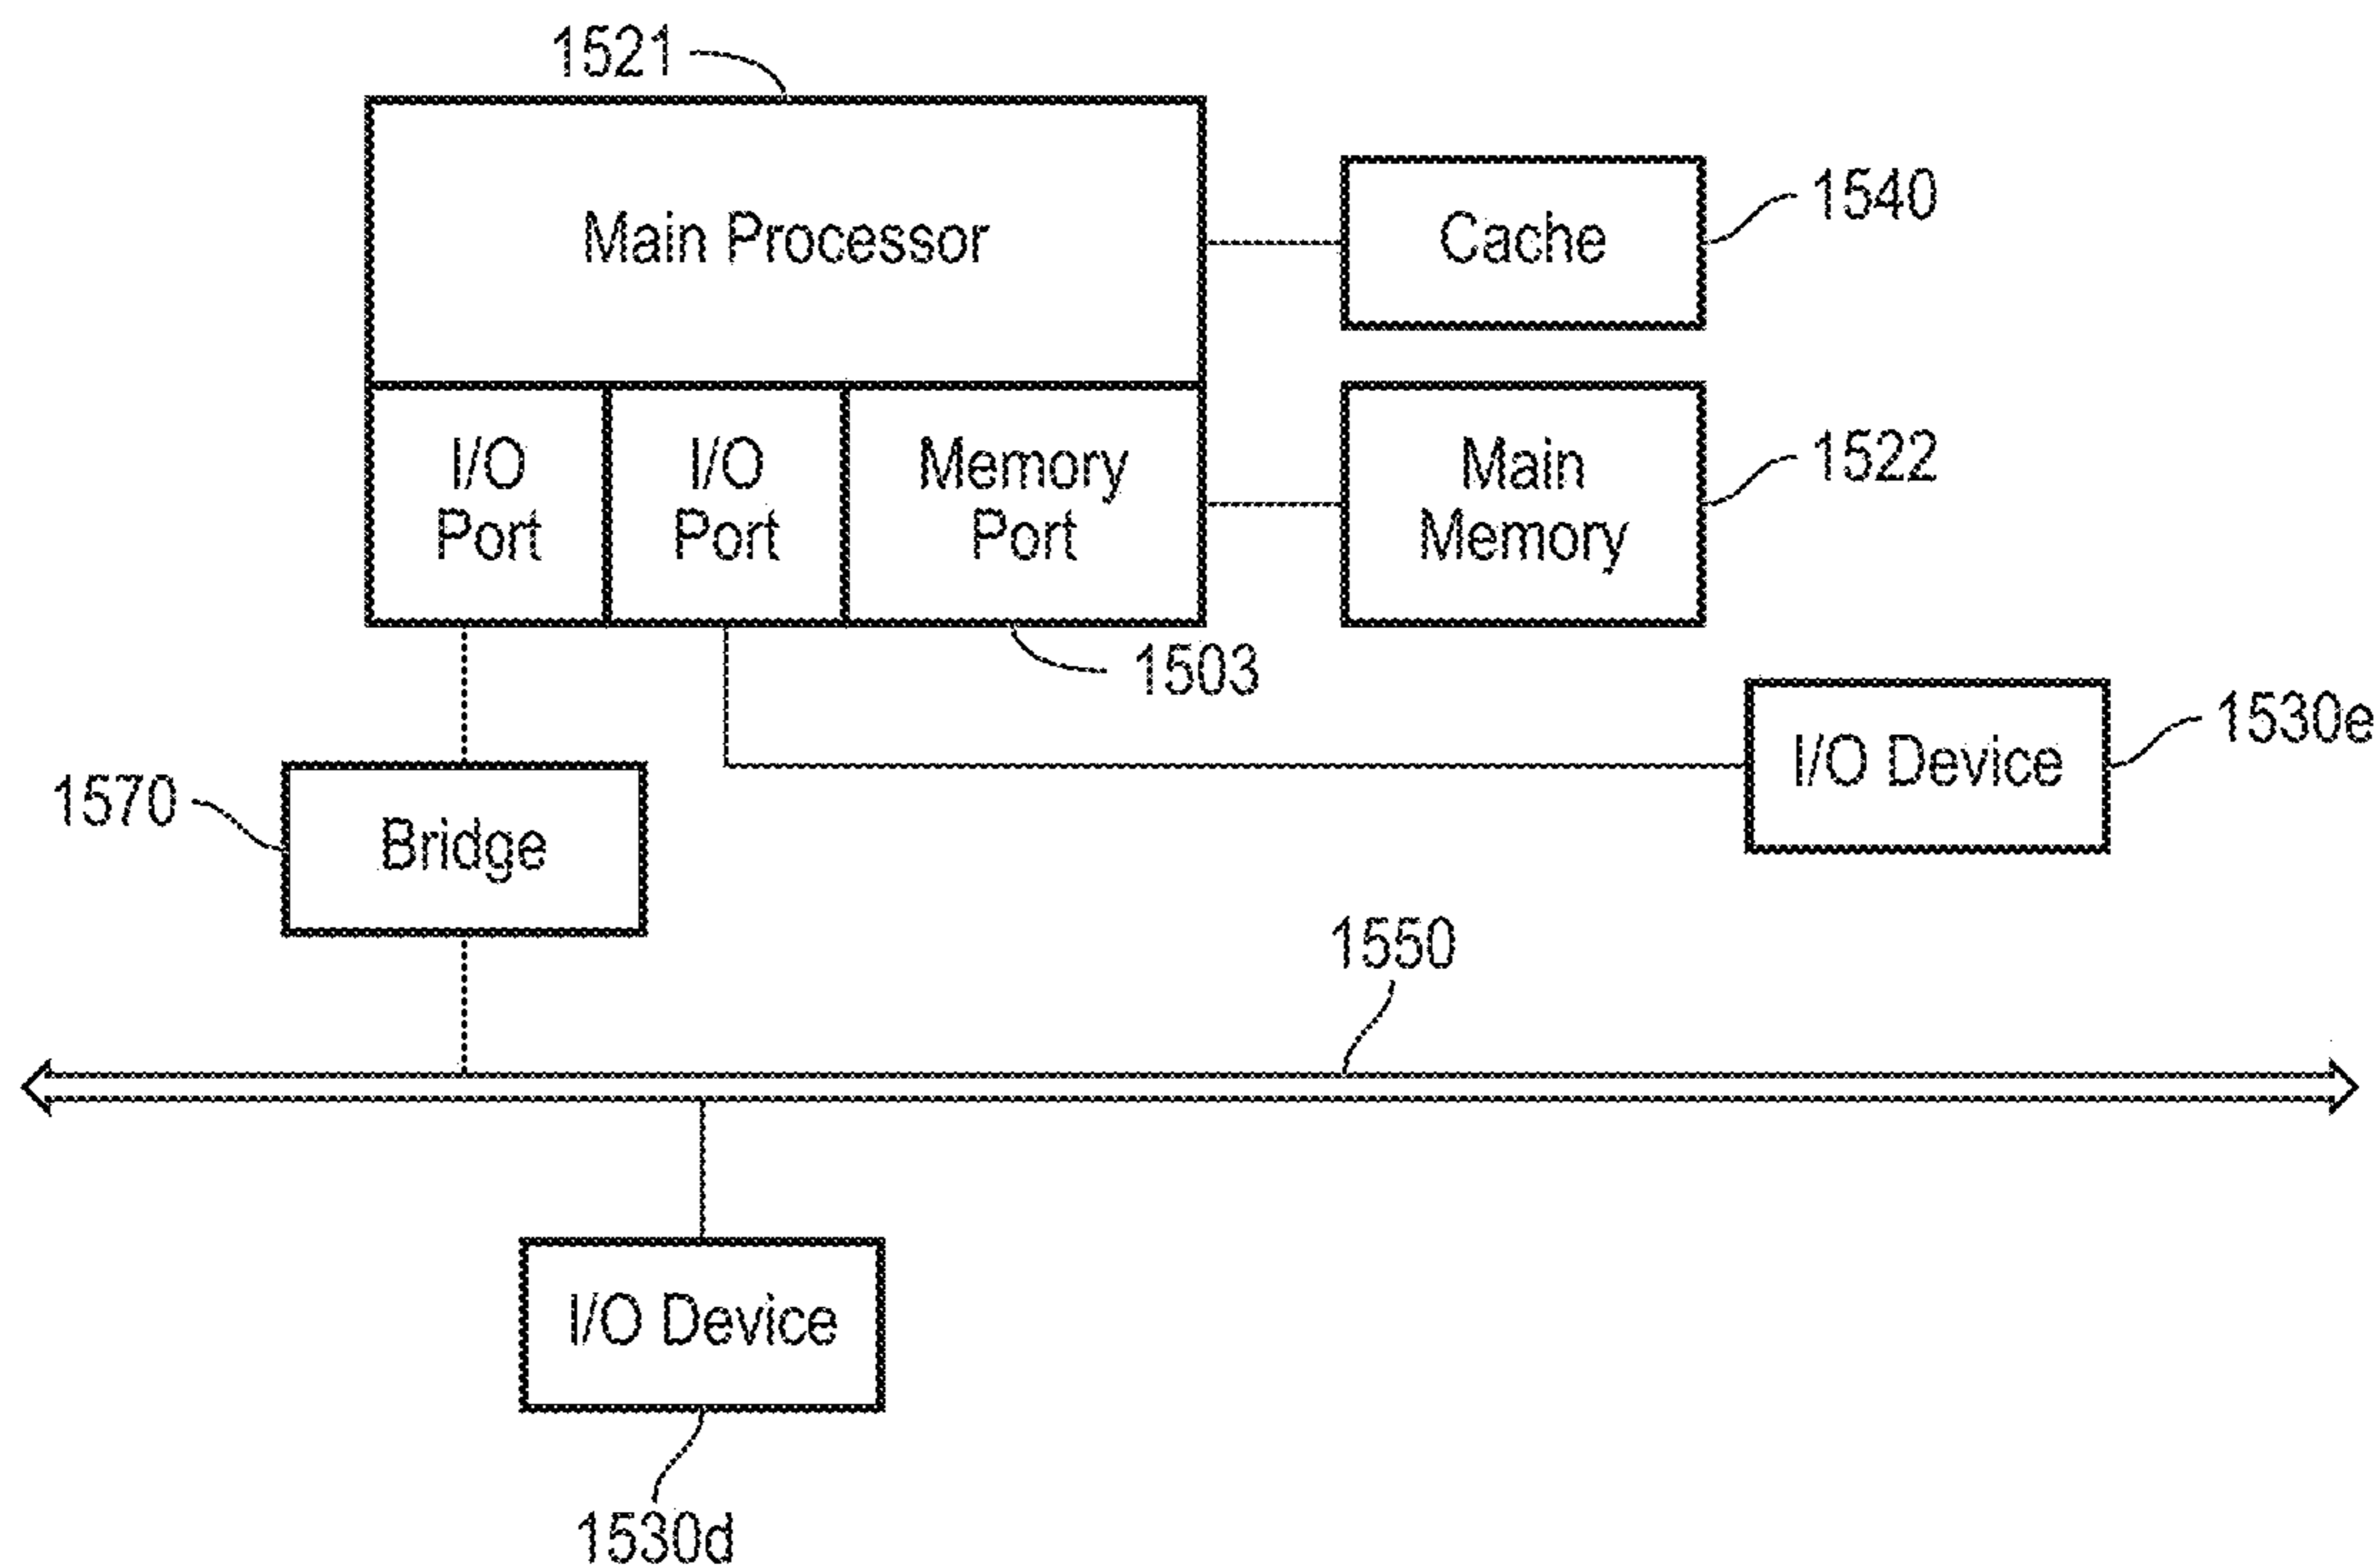 1521
Main Processor
Cache
1540
I/O
Port
I/O
Port
Memory
Port
Main
Memory
1522
1503
I/O Device
1530e
1570
Bridge
1550
I/O Device
1530d